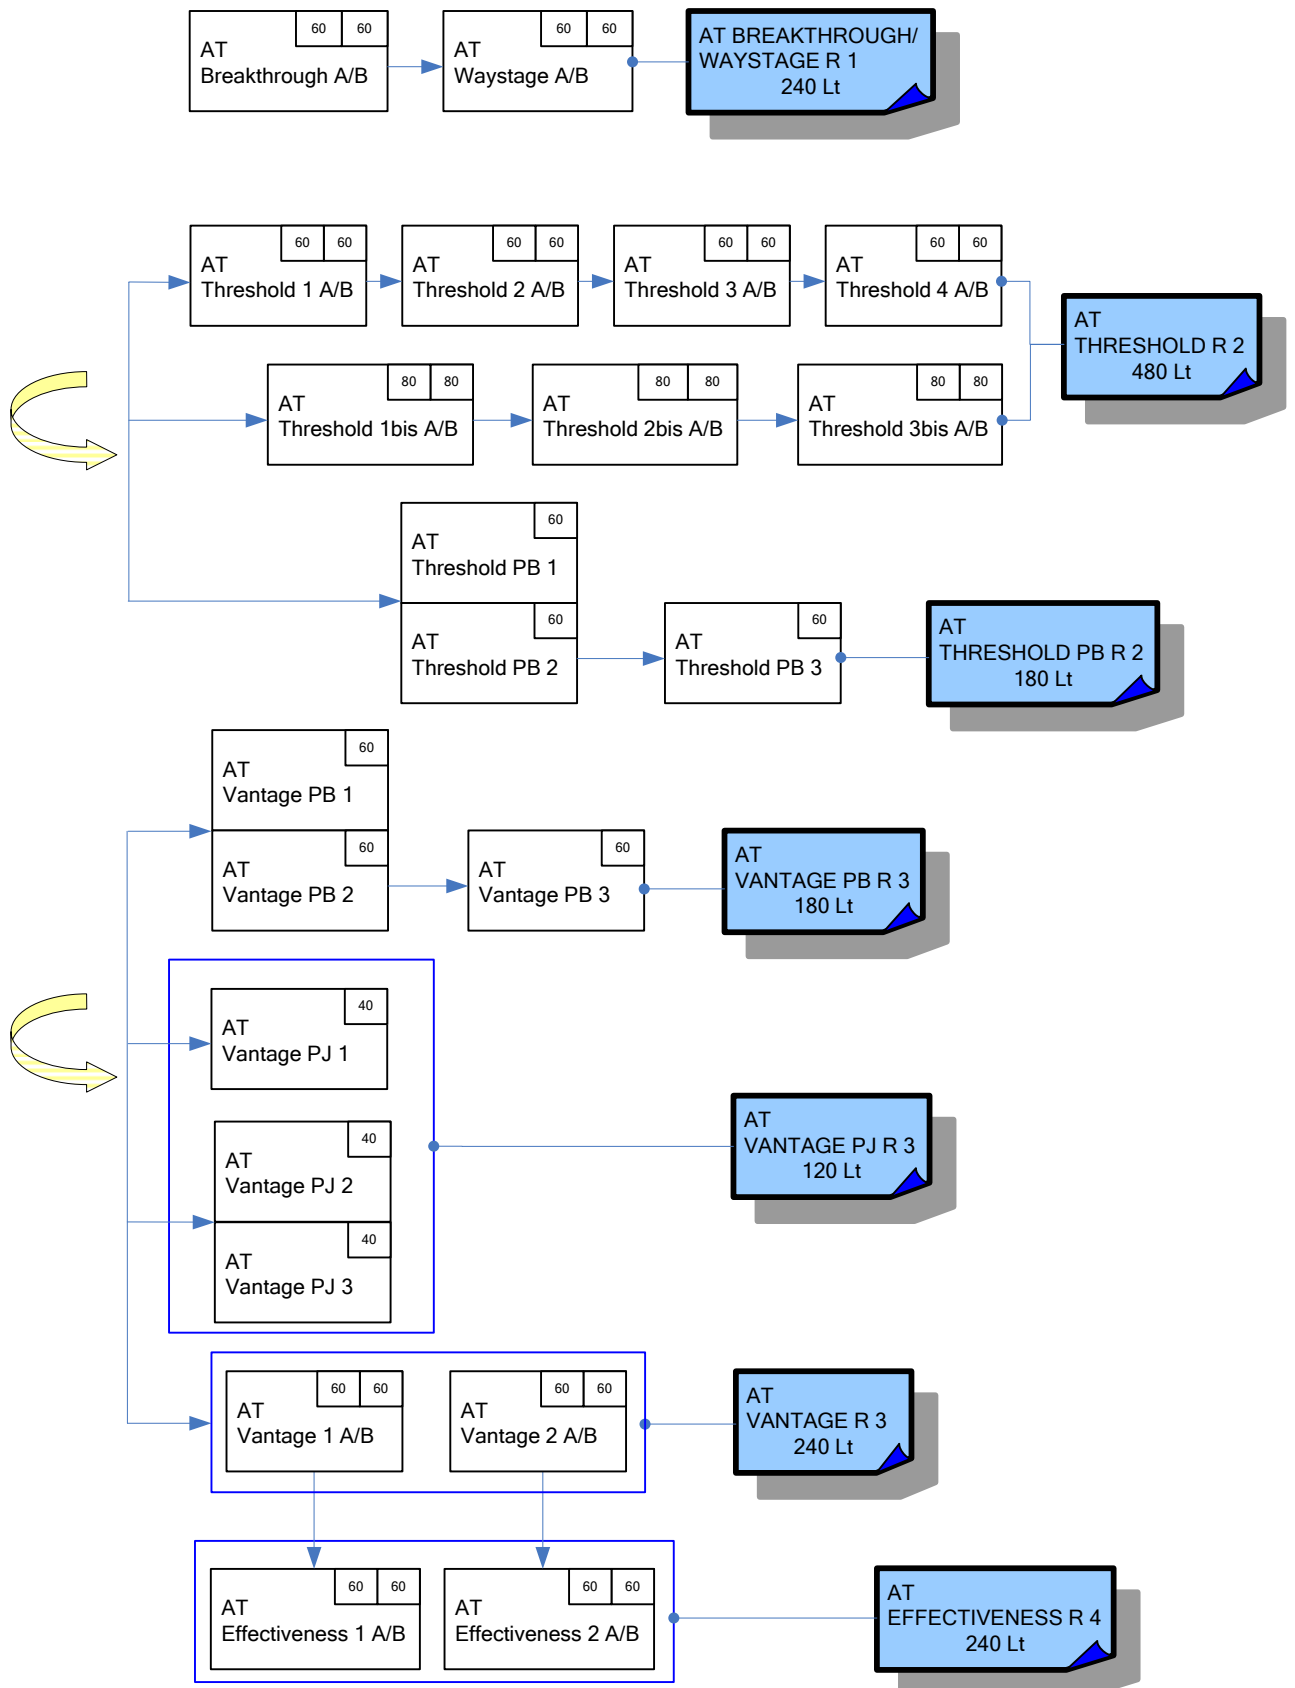 60 60
AT
Breakthrough A/B
60 60
AT
Waystage A/B
AT BREAKTHROUGH/
WAYSTAGE R 1
240 Lt
60 60
AT
Threshold 1 A/B
60 60
AT
Threshold 2 A/B
60 60
AT
Threshold 3 A/B
60 60
AT
Threshold 4 A/B
AT
THRESHOLD R 2
480 Lt
80 80
AT
Threshold 1bis A/B
80 80
AT
Threshold 2bis A/B
80 80
AT
Threshold 3bis A/B
60
AT
Threshold PB 1
60
AT
Threshold PB 2
60
AT
Threshold PB 3
AT
THRESHOLD PB R 2
180 Lt
60
AT
Vantage PB 1
60
AT
Vantage PB 2
60
AT
Vantage PB 3
AT
VANTAGE PB R 3
180 Lt
40
AT
Vantage PJ 1
40
AT
Vantage PJ 2
40
AT
Vantage PJ 3
AT
VANTAGE PJ R 3
120 Lt
60 60
AT
Vantage 1 A/B
60 60
AT
Vantage 2 A/B
AT
VANTAGE R 3
240 Lt
60 60
AT
Effectiveness 1 A/B
60 60
AT
Effectiveness 2 A/B
AT
EFFECTIVENESS R 4
240 Lt